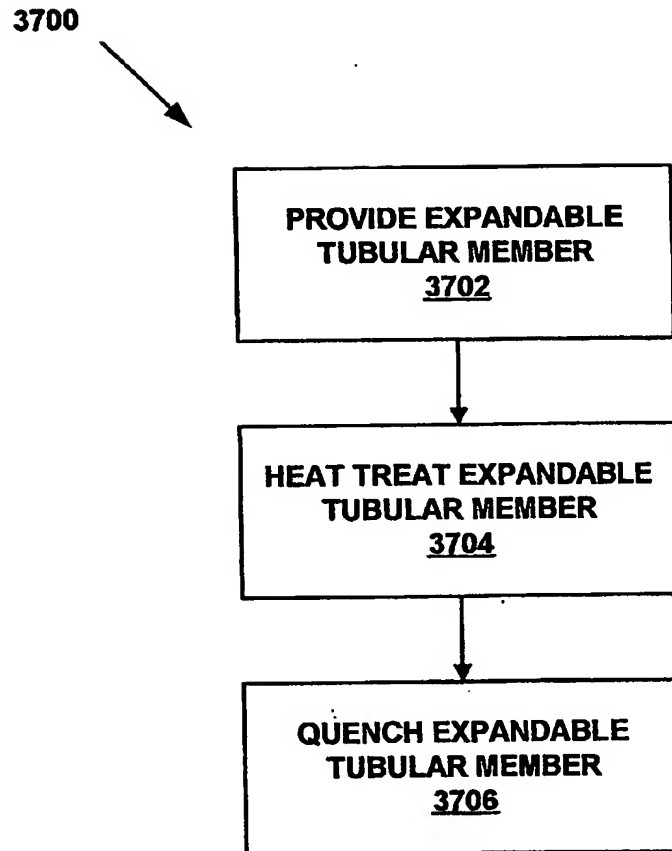 3700
PROVIDE EXPANDABLE
TUBULAR MEMBER
3702
HEAT TREAT EXPANDABLE
TUBULAR MEMBER
3704
QUENCH EXPANDABLE
TUBULAR MEMBER
3706